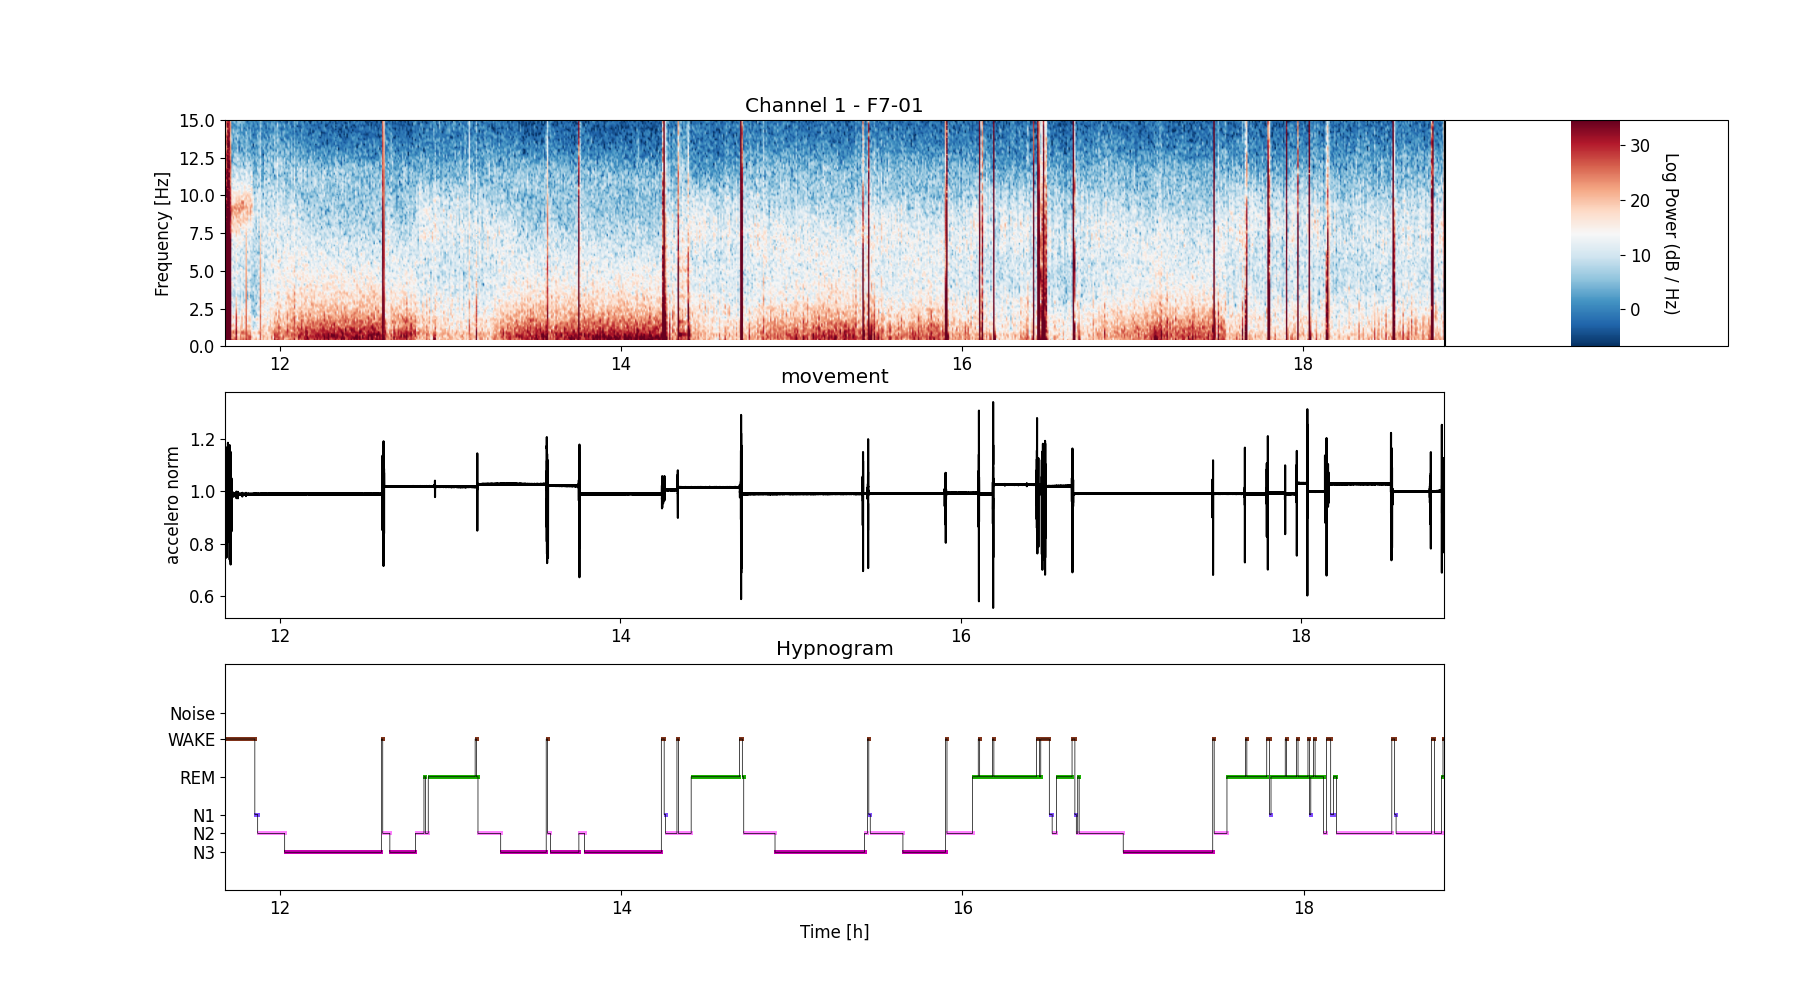 Channel 1 - F7-01
15.0
12.5
10.0
7.5
5.0
2.5
0.0
Frequency [Hz]
12 14 16 18
30
20
10
0
Log Power (dB / Hz)
movement
1.2
1.0
0.8
0.6
accelero norm
12 14 16 18
Hypnogram
Noise
WAKE
REM
N1
N2
N3
12 14 16 18
Time [h]